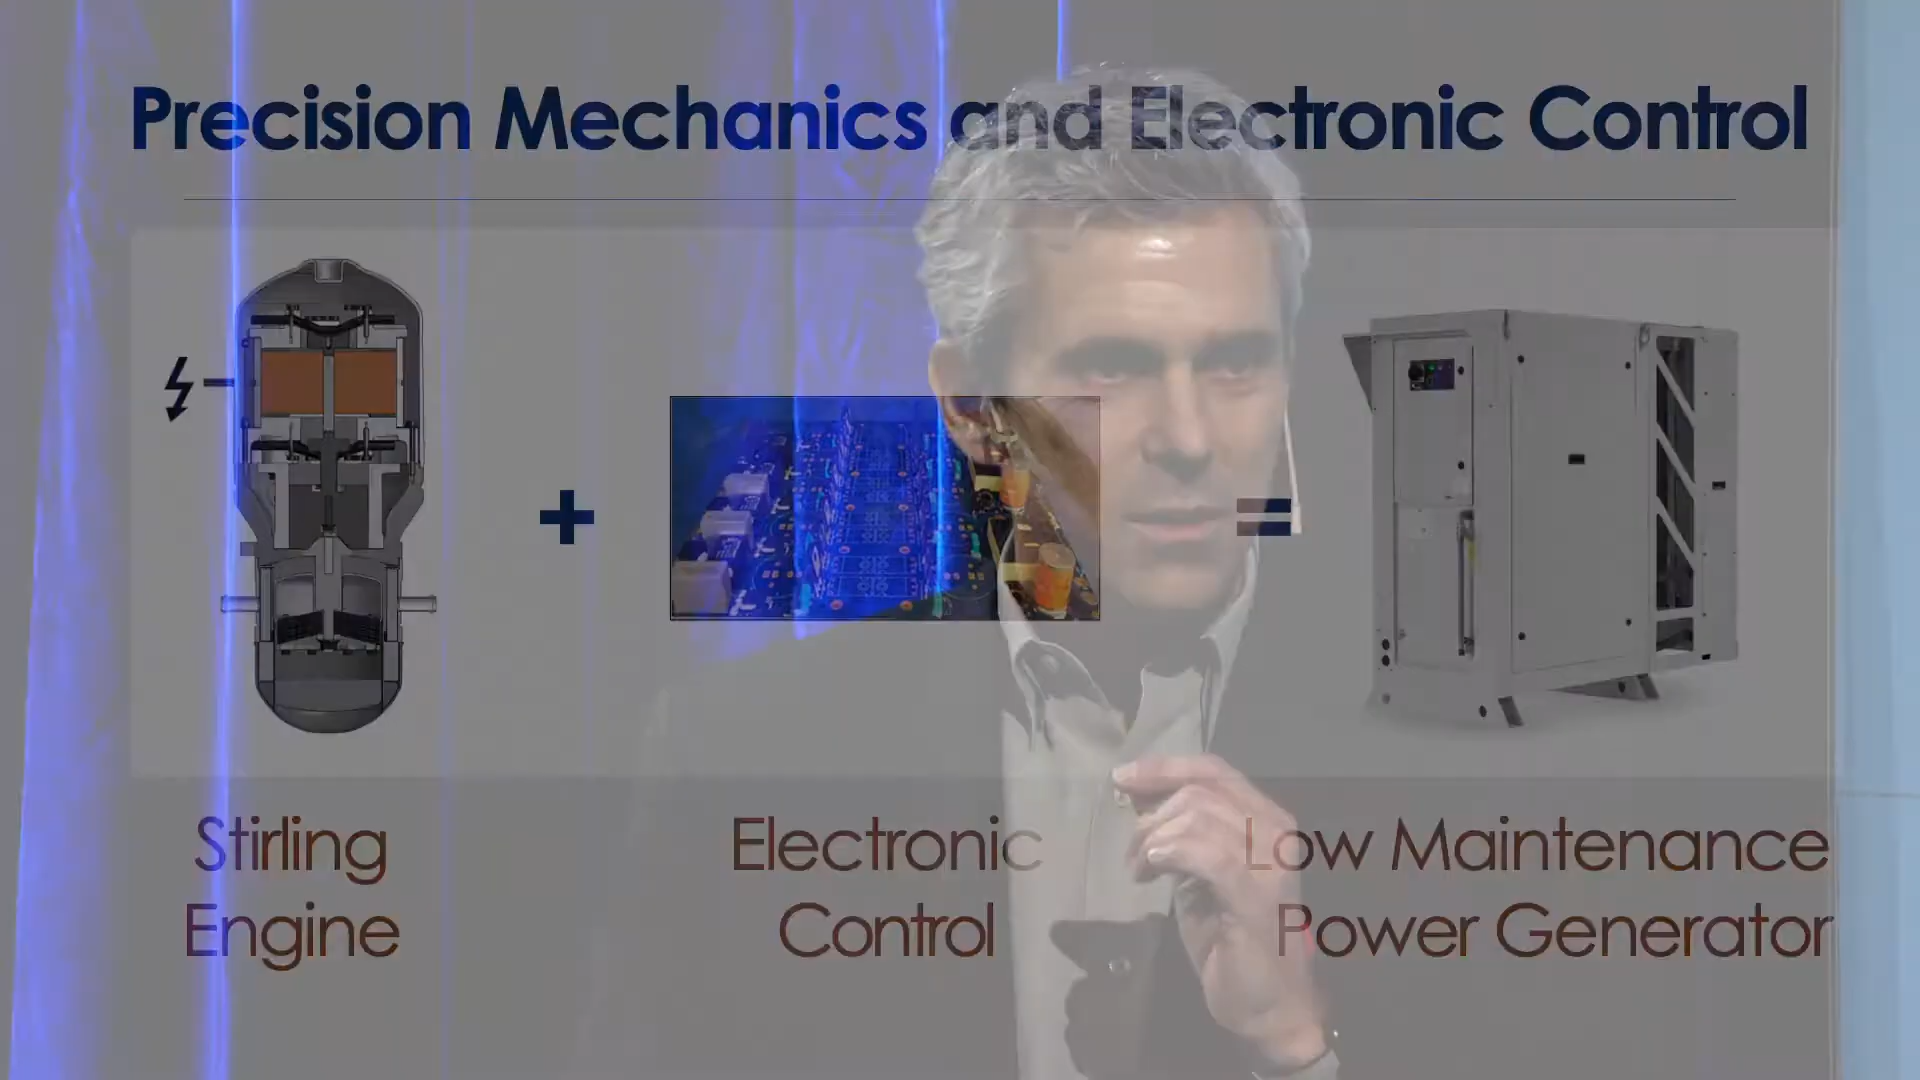 Precision Mechanics and Electronic Control
+
=
Stirling
Engine
Electronic
Control
Low Maintenance
Power Generator